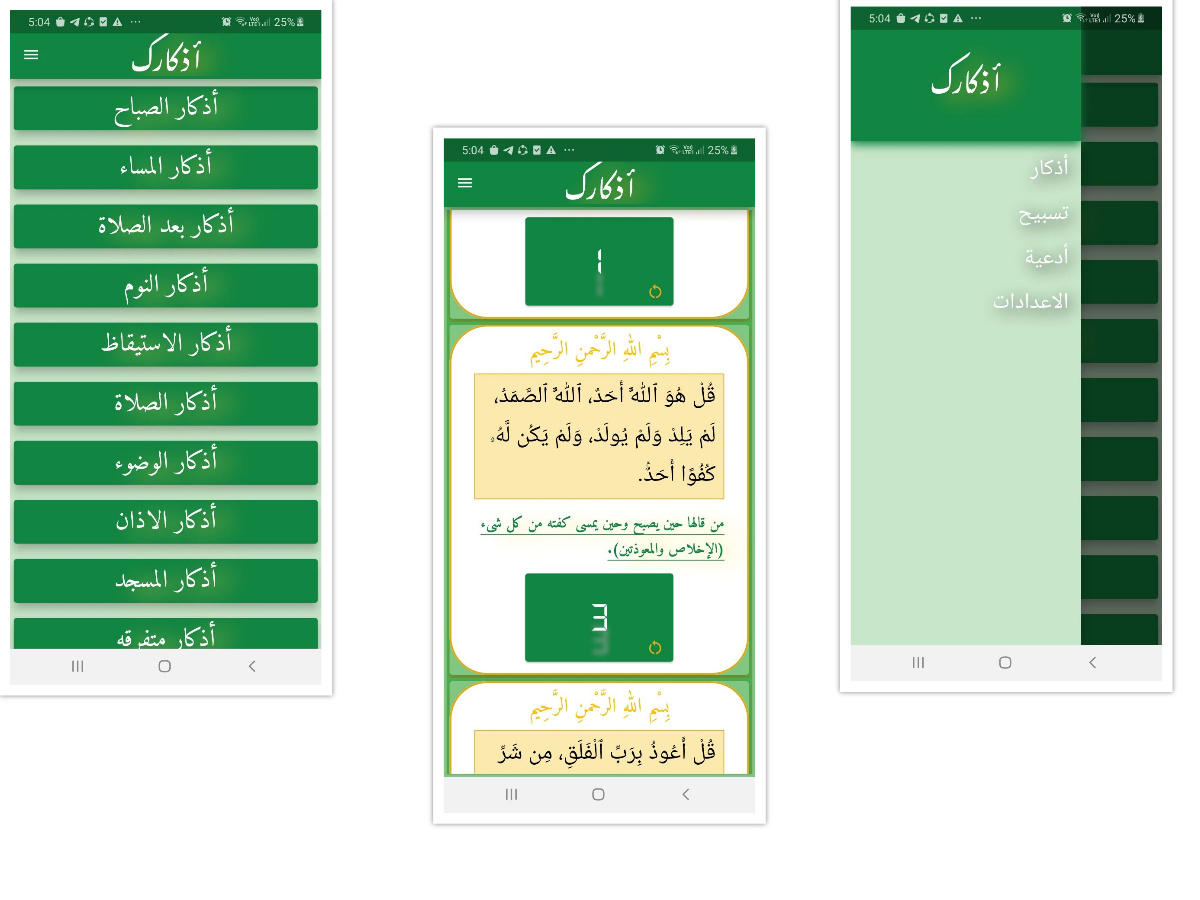 5:04
25%
أذكارك
أذكار الصباح
أذكار المساء
أذكار بعد الصلاة
أذكار النوم
أذكار الاستيقاظ
أذكار الصلاة
أذكار الوضوء
أذكار الاذان
أذكار المسجد
أذكار متفرقه
5:04
25%
أذكارك
1
بِسْمِ اللهِ الرَّحْمنِ الرَّحِيم
قُلْ هُوَ ٱللَّهُ أَحَدٌ، ٱللَّهُ ٱلصَّمَدُ،
لَمْ يَلِدْ وَلَمْ يُولَدْ، وَلَمْ يَكُن لَّهُۥ
كُفُوًا أَحَدٌۢ.
من قالها حين يصبح وحين يمسى كفته من كل شىء
(الإخلاص والمعوذتين).
3
بِسْمِ اللهِ الرَّحْمنِ الرَّحِيم
قُلْ أَعُوذُ بِرَبِّ ٱلْفَلَقِ، مِن شَرِّ
5:04
25%
أذكارك
أذكار
تسبيح
أدعية
الاعدادات